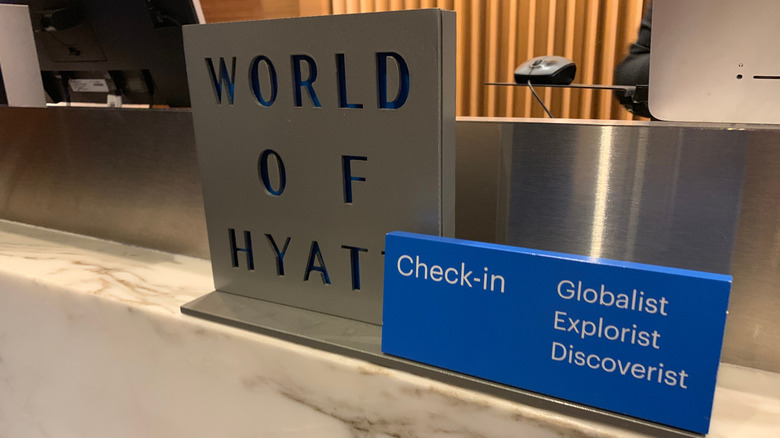 WORLD
OF
HYATT
Check-in
Globalist
Explorist
Discoverist